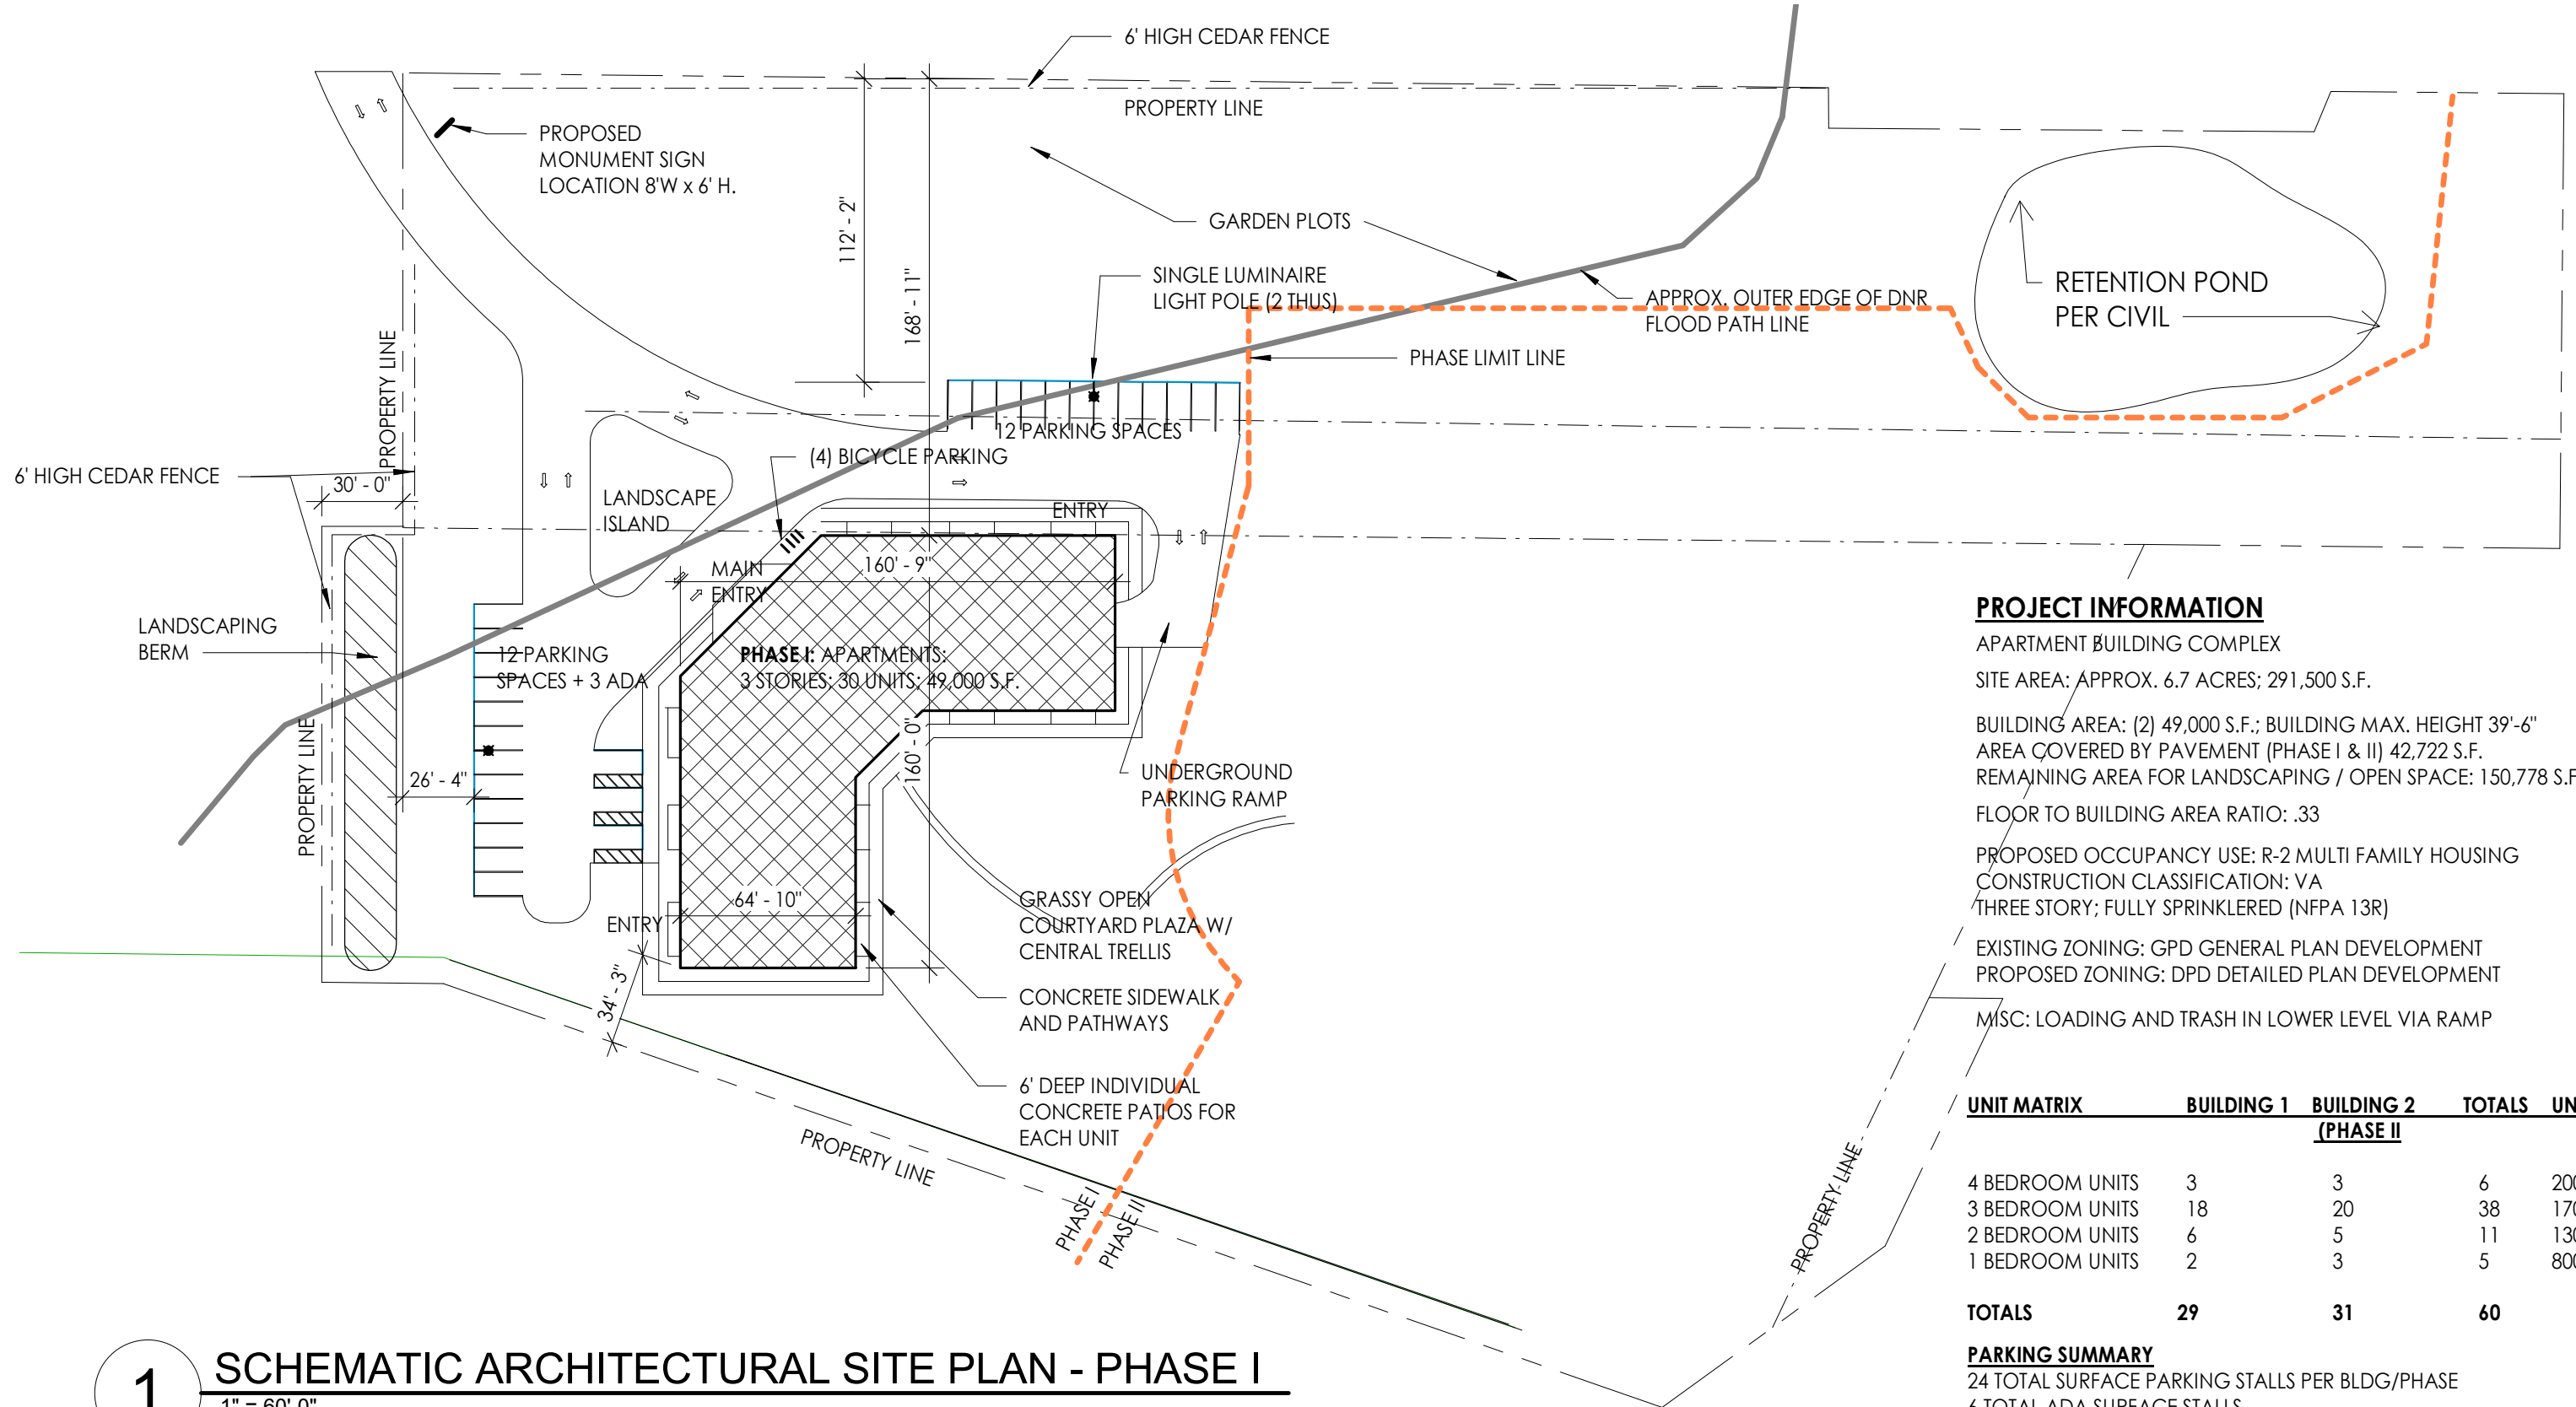 6' HIGH CEDAR FENCE
PROPERTY LINE
PROPOSED
MONUMENT SIGN
LOCATION 8'W x 6' H.
112' - 2"
168' - 11"
GARDEN PLOTS
SINGLE LUMINAIRE
LIGHT POLE (2 THUS)
APPROX. OUTER EDGE OF DNR
FLOOD PATH LINE
RETENTION POND
PER CIVIL
PHASE LIMIT LINE
PROPERTY LINE
12 PARKING SPACES
(4) BICYCLE PARKING
6' HIGH CEDAR FENCE
30' - 0"
LANDSCAPE
ISLAND
ENTRY
MAIN
ENTRY
160' - 9"
LANDSCAPING
BERM
12 PARKING
SPACES + 3 ADA
PHASE I: APARTMENTS:
3 STORIES; 30 UNITS; 49,000 S.F.
PROPERTY LINE
26' - 4"
160' - 0"
UNDERGROUND
PARKING RAMP
64' - 10"
ENTRY
GRASSY OPEN
COURTYARD PLAZA W/
CENTRAL TRELLIS
34' - 3"
CONCRETE SIDEWALK
AND PATHWAYS
6' DEEP INDIVIDUAL
CONCRETE PATIOS FOR
EACH UNIT
PROPERTY LINE
PHASE I
PHASE II
PROPERTY LINE
PROJECT INFORMATION
APARTMENT BUILDING COMPLEX
SITE AREA: APPROX. 6.7 ACRES; 291,500 S.F.
BUILDING AREA: (2) 49,000 S.F.; BUILDING MAX. HEIGHT 39'-6"
AREA COVERED BY PAVEMENT (PHASE I & II) 42,722 S.F.
REMAINING AREA FOR LANDSCAPING / OPEN SPACE: 150,778 S.F
FLOOR TO BUILDING AREA RATIO: .33
PROPOSED OCCUPANCY USE: R-2 MULTI FAMILY HOUSING
CONSTRUCTION CLASSIFICATION: VA
THREE STORY; FULLY SPRINKLERED (NFPA 13R)
EXISTING ZONING: GPD GENERAL PLAN DEVELOPMENT
PROPOSED ZONING: DPD DETAILED PLAN DEVELOPMENT
MISC: LOADING AND TRASH IN LOWER LEVEL VIA RAMP
UNIT MATRIX BUILDING 1 BUILDING 2 TOTALS UN
(PHASE II
4 BEDROOM UNITS 3 3 6 200
3 BEDROOM UNITS 18 20 38 170
2 BEDROOM UNITS 6 5 11 130
1 BEDROOM UNITS 2 3 5 800
TOTALS 29 31 60
PARKING SUMMARY
24 TOTAL SURFACE PARKING STALLS PER BLDG/PHASE
6 TOTAL ADA SURFACE STALLS
1 SCHEMATIC ARCHITECTURAL SITE PLAN - PHASE I
1" = 60'-0"